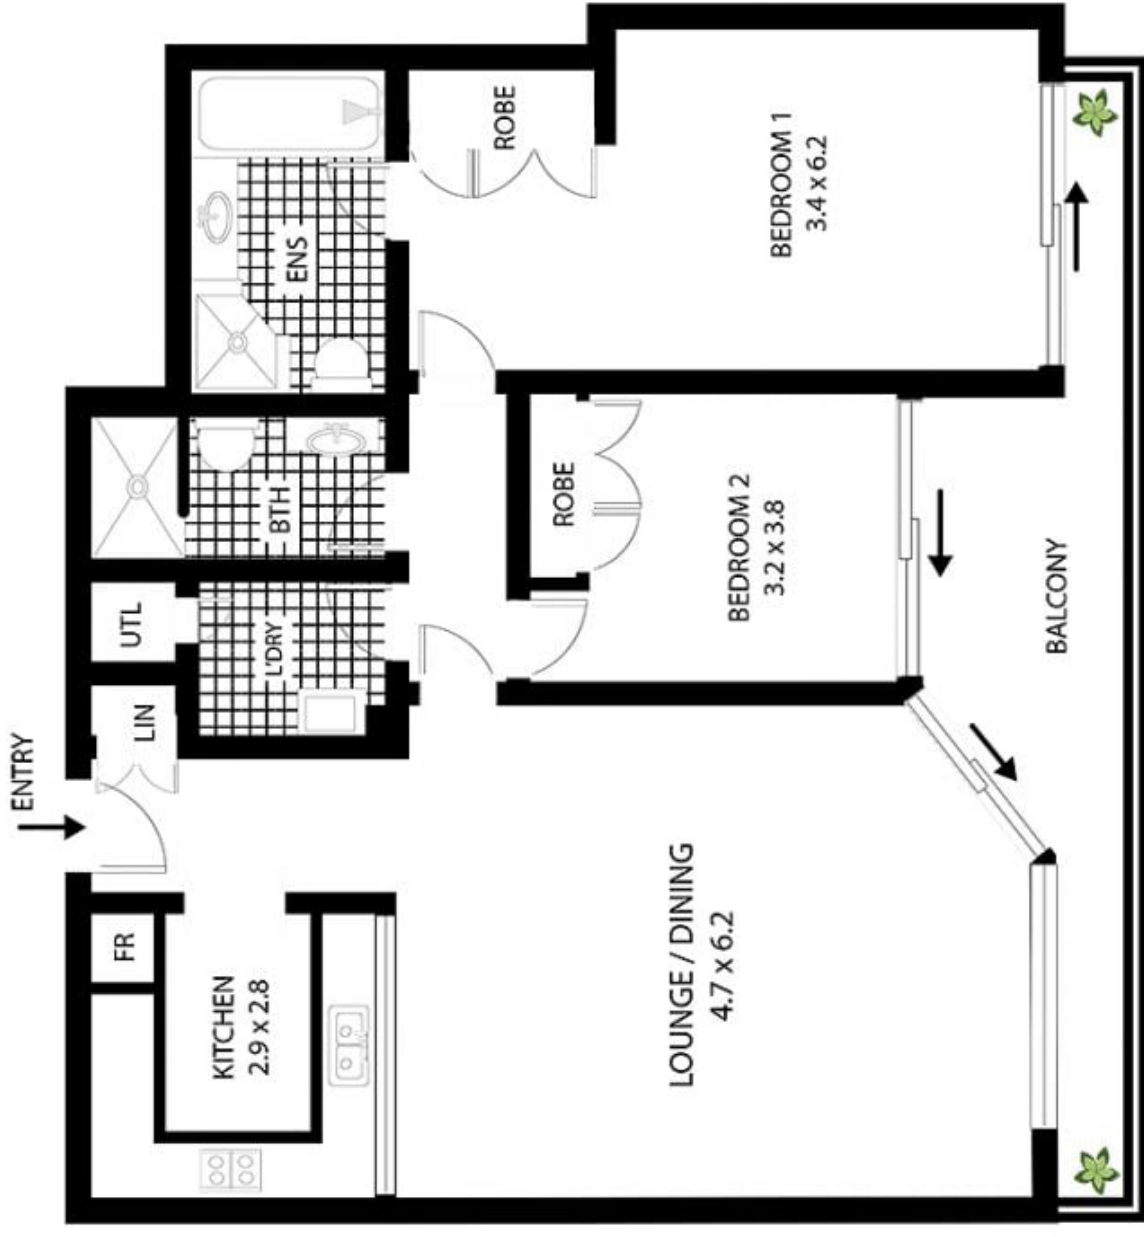 ENTRY
FR
KITCHEN
2.9 x 2.8
LIN
UTL
L'DRY
BTH
ENS
ROBE
ROBE
BEDROOM 1
3.4 x 6.2
BEDROOM 2
3.2 x 3.8
LOUNGE / DINING
4.7 x 6.2
BALCONY